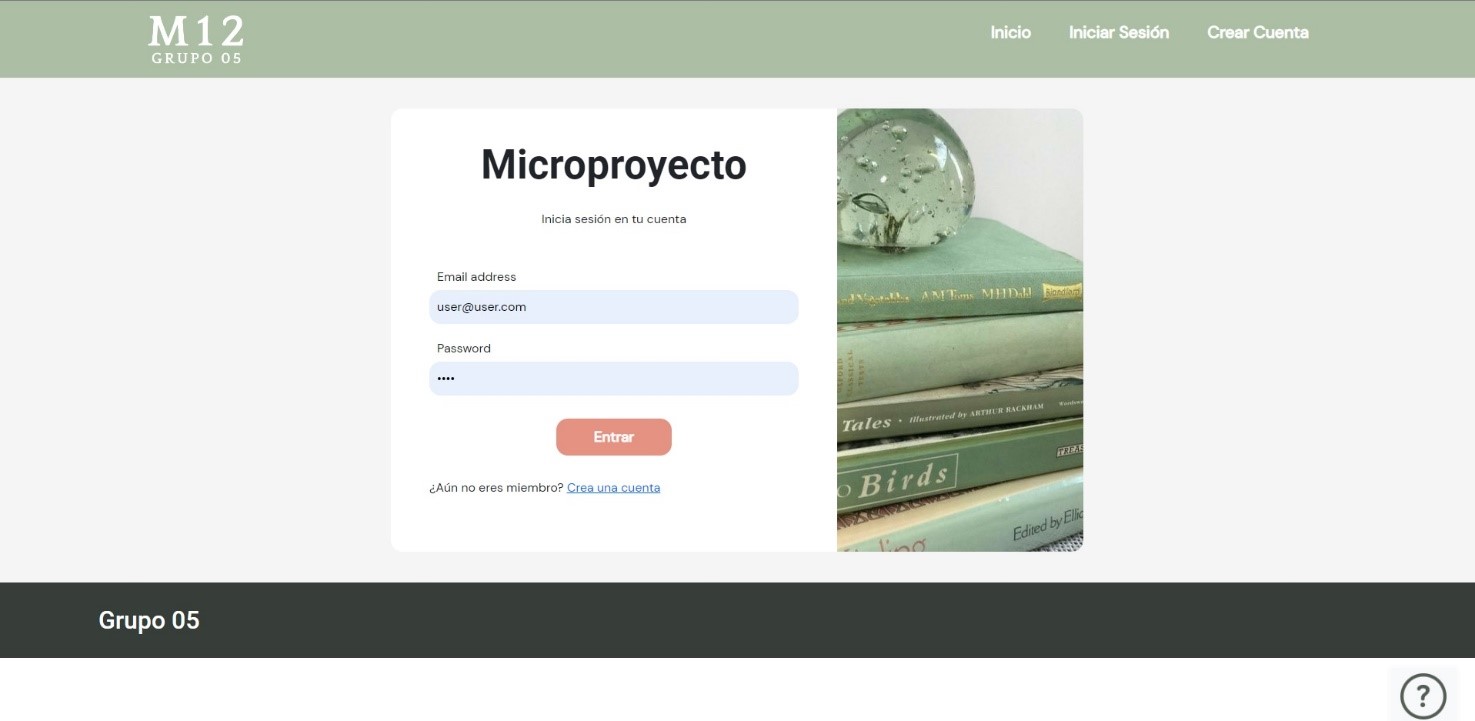 M12
GRUPO 05
Inicio
Iniciar Sesión
Crear Cuenta
Microproyecto
Inicia sesión en tu cuenta
Email address
user@user.com
Password
••••
Entrar
¿Aún no eres miembro? Crea una cuenta
MHDahl
Tales · Illustrated by ARTHUR RACKHAM
Birds
Edited by
Grupo 05
?